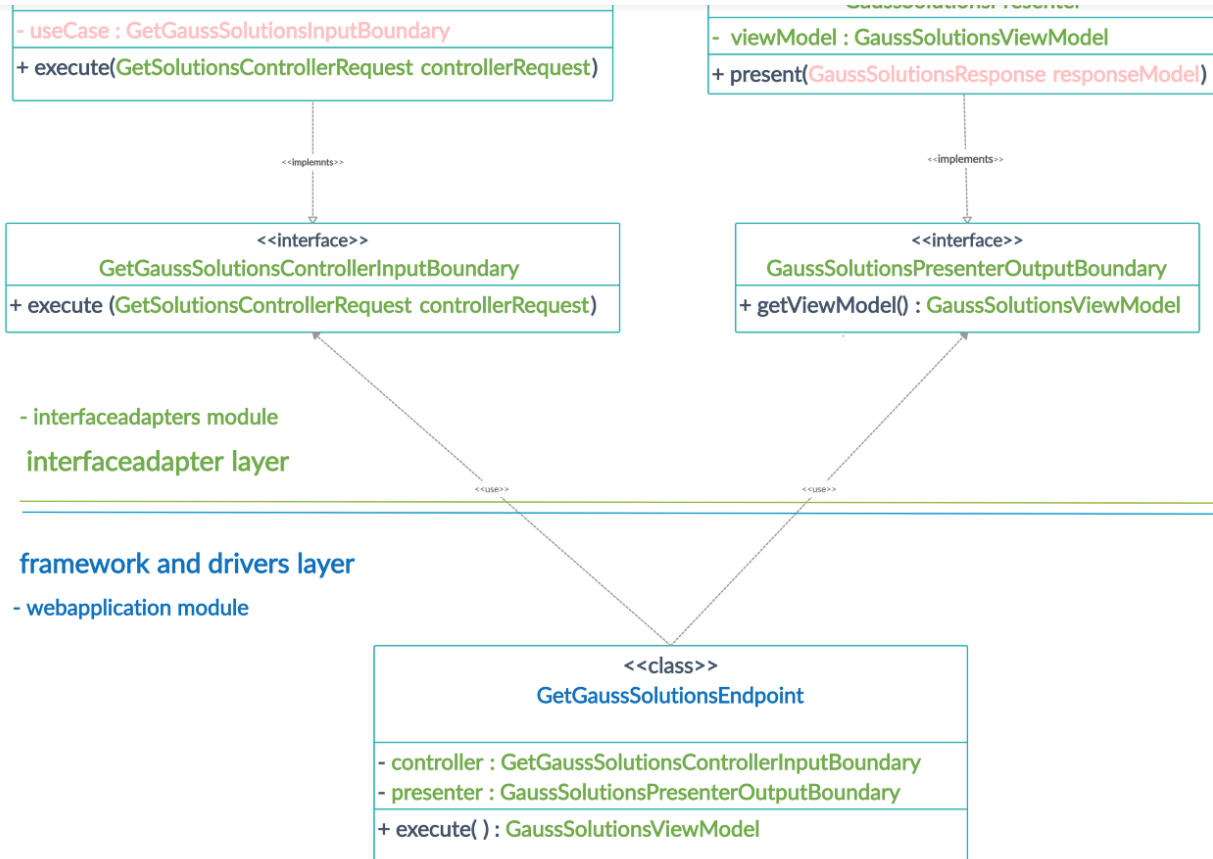 - useCase : GetGaussSolutionsInputBoundary
+ execute(GetSolutionsControllerRequest controllerRequest)
GaussSolutionsPresenter
- viewModel : GaussSolutionsViewModel
+ present(GaussSolutionsResponse responseModel)
<<implemnts>>
<<implements>>
<<interface>>
GetGaussSolutionsControllerInputBoundary
+ execute (GetSolutionsControllerRequest controllerRequest)
<<interface>>
GaussSolutionsPresenterOutputBoundary
+ getViewModel() : GaussSolutionsViewModel
- interfaceadapters module
interfaceadapter layer
<<use>>
<<use>>
framework and drivers layer
- webapplication module
<<class>>
GetGaussSolutionsEndpoint
- controller : GetGaussSolutionsControllerInputBoundary
- presenter : GaussSolutionsPresenterOutputBoundary
+ execute( ) : GaussSolutionsViewModel